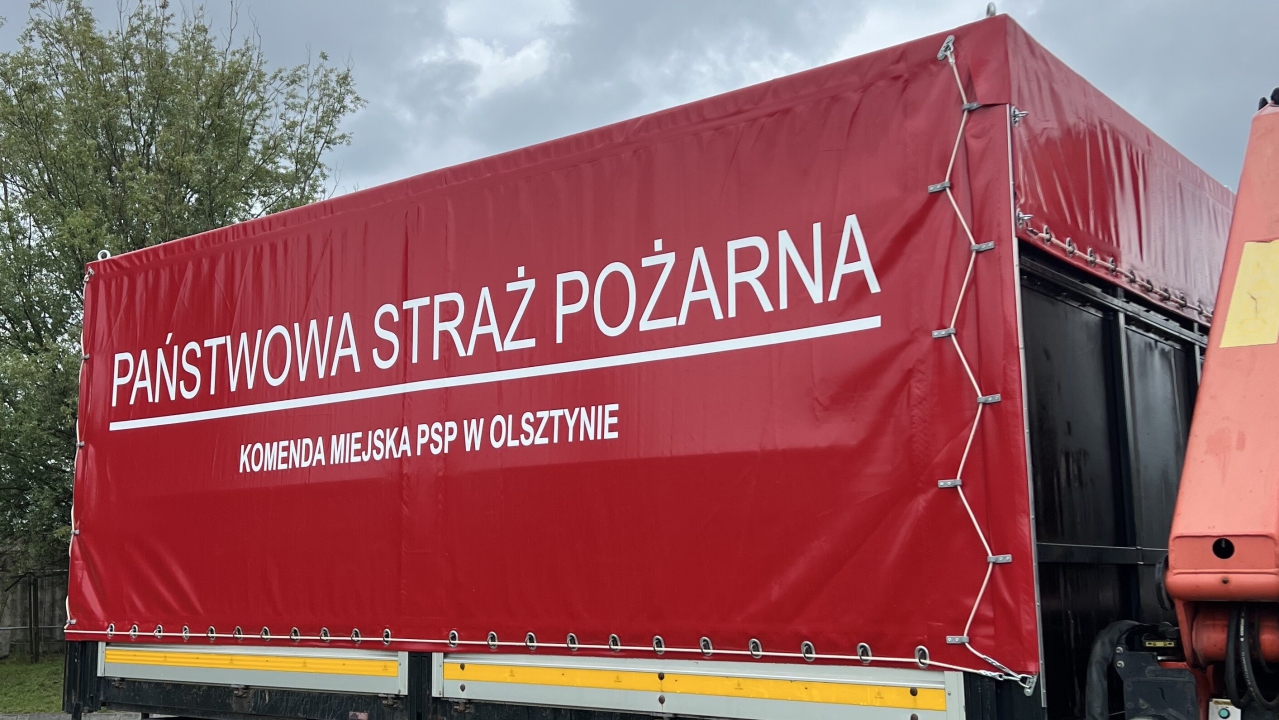 PAŃSTWOWA STRAŻ POŻARNA
KOMENDA MIEJSKA PSP W OLSZTYNIE